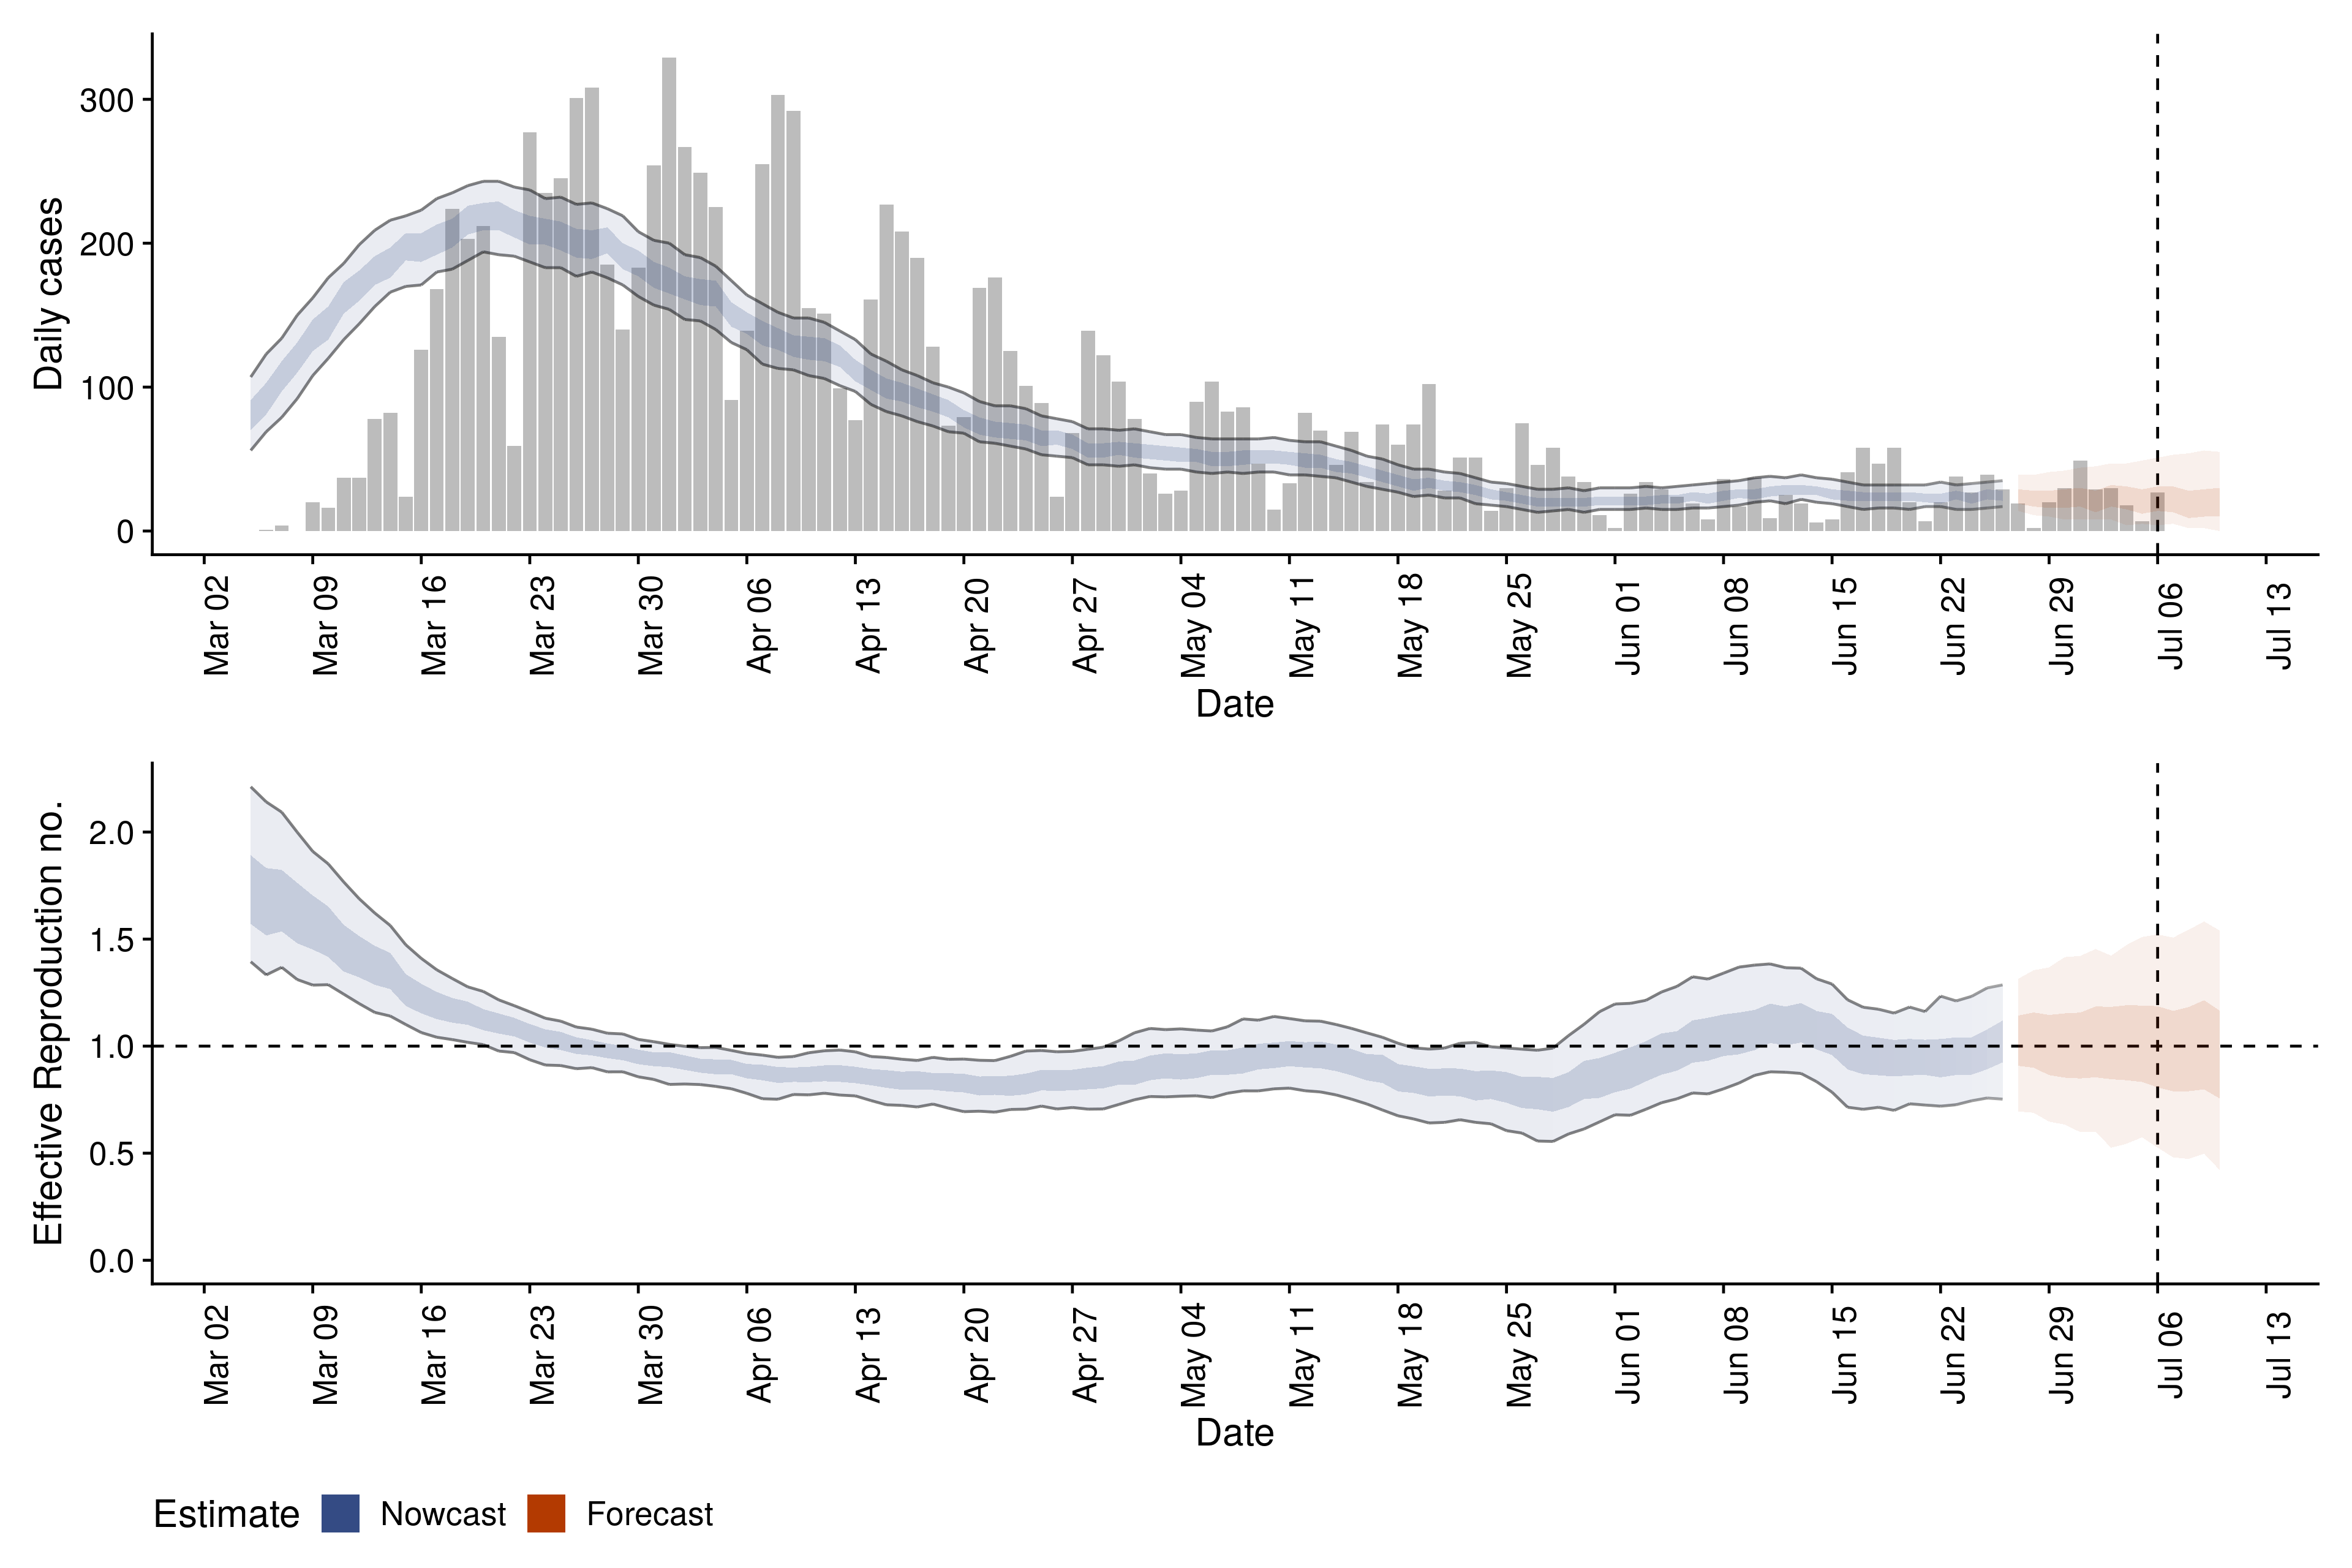 Daily cases
300
200
100
0
Mar 02 Mar 09 Mar 16 Mar 23 Mar 30 Apr 06 Apr 13 Apr 20 Apr 27 May 04 May 11 May 18 May 25 Jun 01 Jun 08 Jun 15 Jun 22 Jun 29 Jul 06 Jul 13
Date
Effective Reproduction no.
2.0
1.5
1.0
0.5
0.0
Mar 02 Mar 09 Mar 16 Mar 23 Mar 30 Apr 06 Apr 13 Apr 20 Apr 27 May 04 May 11 May 18 May 25 Jun 01 Jun 08 Jun 15 Jun 22 Jun 29 Jul 06 Jul 13
Date
Estimate Nowcast Forecast